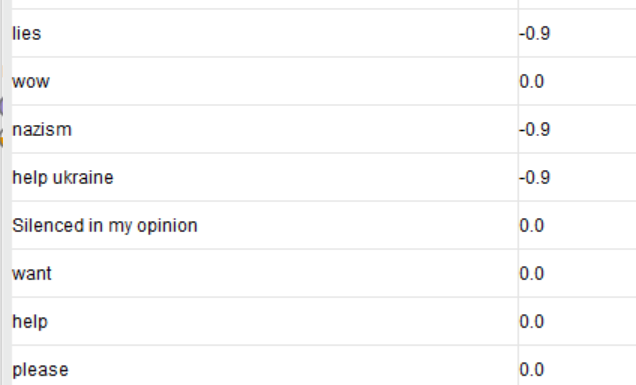 lies -0.9
wow 0.0
nazism -0.9
help ukraine -0.9
Silenced in my opinion 0.0
want 0.0
help 0.0
please 0.0